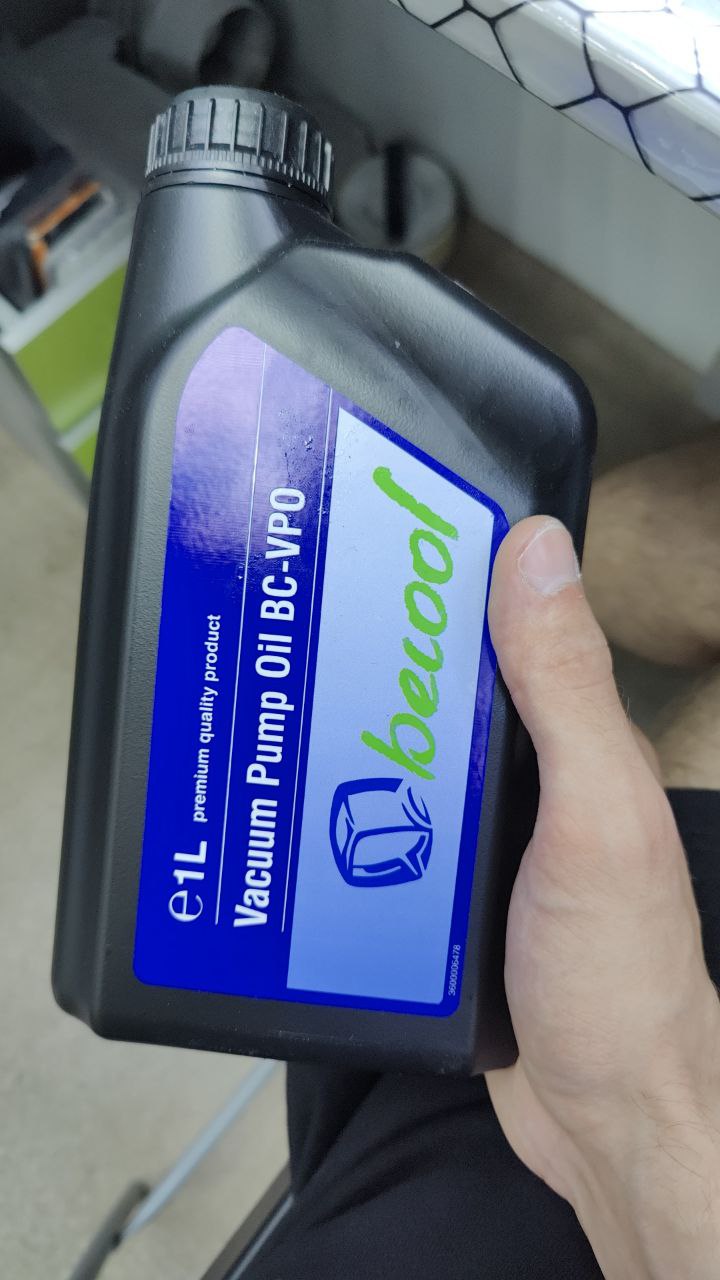 becool
Vacuum Pump Oil BC-VPO
e1L premium quality product
3600006478